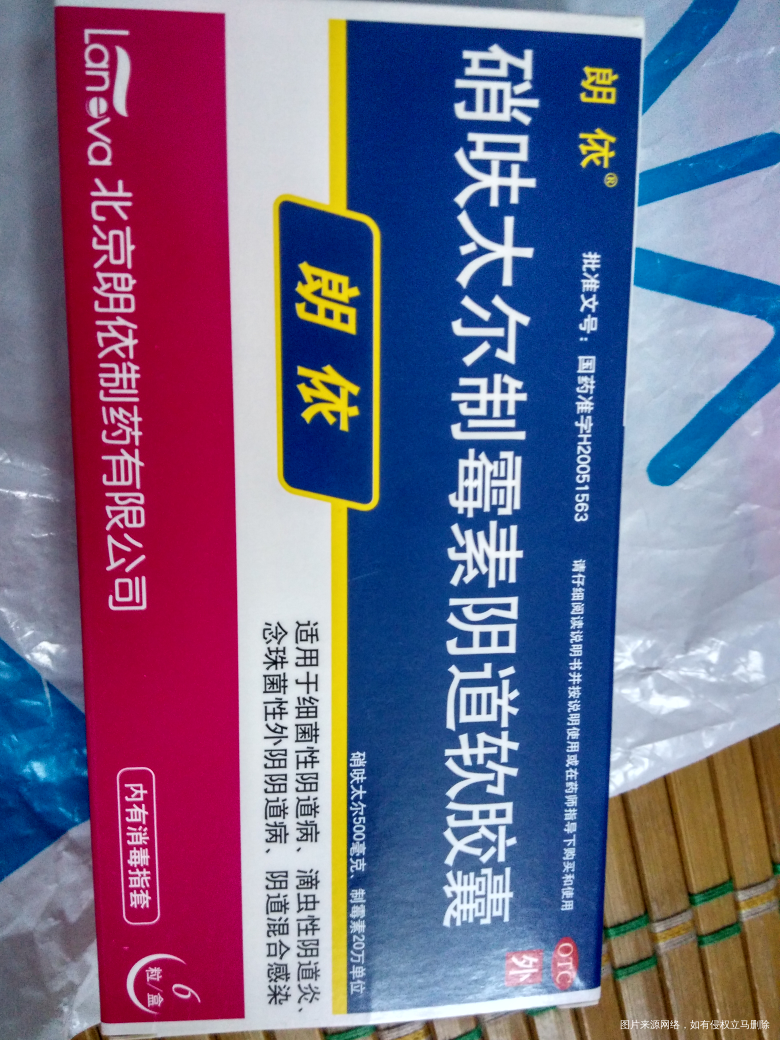 朗依®
批准文号：国药准字H20051563
请仔细阅读说明书并按说明使用或在药师指导下购买和使用
OTC
外
硝呋太尔制霉素阴道软胶囊
硝呋太尔500毫克、制霉素20万单位
朗依
适用于细菌性阴道病、滴虫性阴道炎、
念珠菌性外阴阴道病、阴道混合感染
Laneva 北京朗依制药有限公司
内有消毒指套
6粒/盒
图片来源网络，如有侵权立马删除